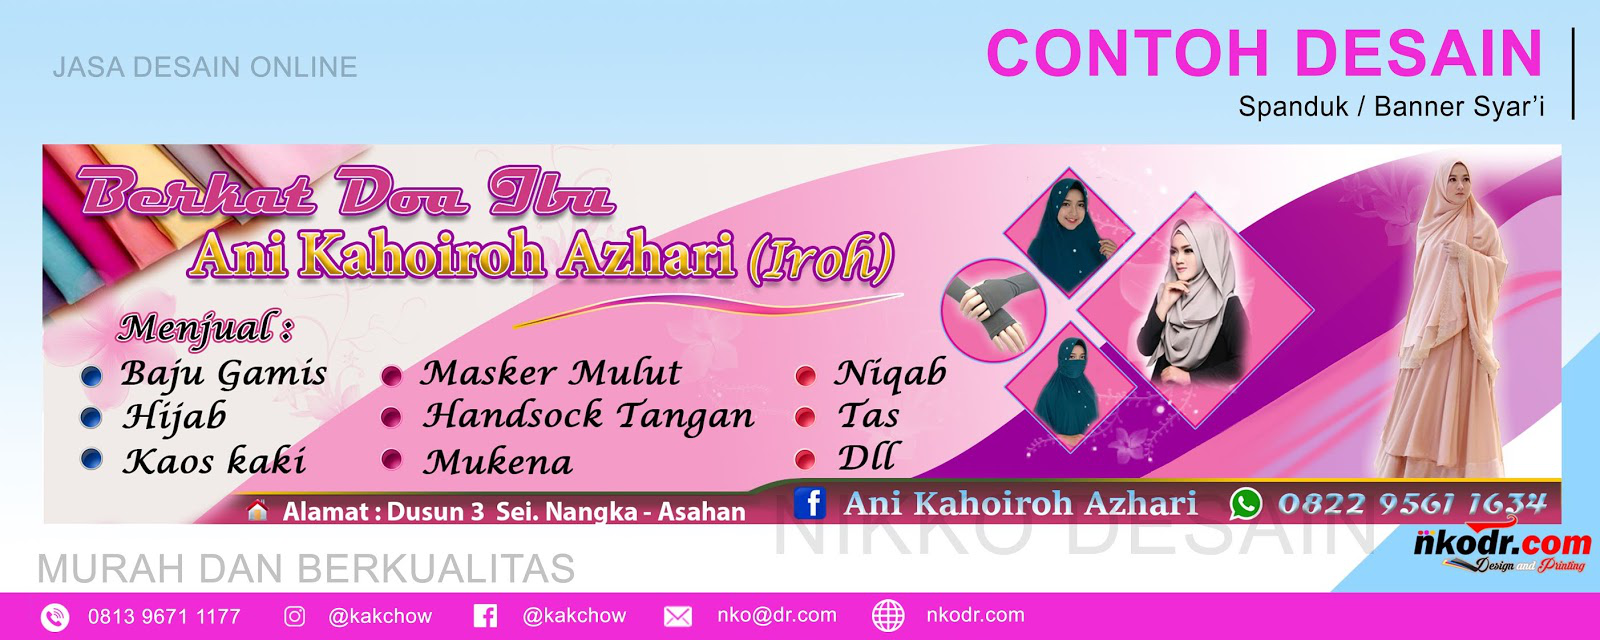 JASA DESAIN ONLINE
CONTOH DESAIN
Spanduk / Banner Syar'i
Berkat Doa Ibu
Ani Kahoiroh Azhari (Iroh)
Menjual :
Baju Gamis
Hijab
Kaos kaki
Masker Mulut
Handsock Tangan
Mukena
Niqab
Tas
Dll
Alamat : Dusun 3 Sei. Nangka - Asahan
Ani Kahoiroh Azhari
0822 9561 1634
NIKKO DESAIN
nkodr.com
Design and Printing
MURAH DAN BERKUALITAS
0813 9671 1177
@kakchow
@kakchow
nko@dr.com
nkodr.com